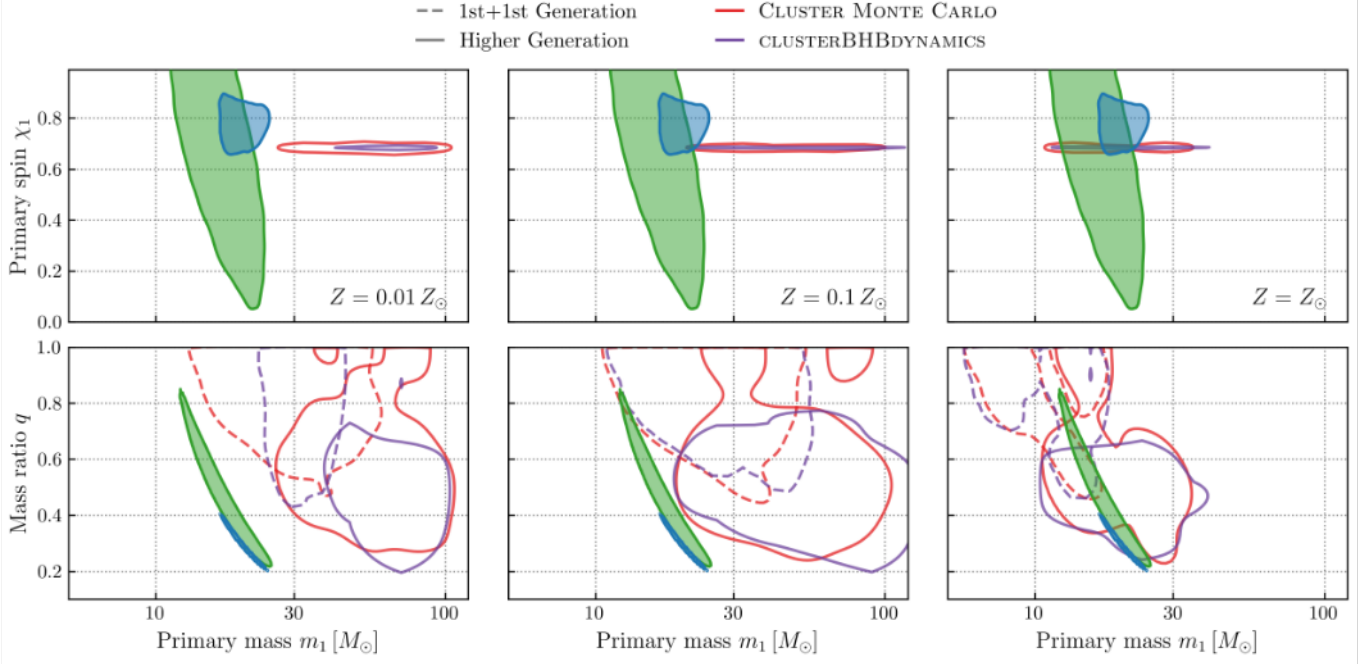 1st+1st Generation
Higher Generation
CLUSTER MONTE CARLO
CLUSTERBHBDYNAMICS
Primary spin χ₁
0.8
0.6
0.4
0.2
0.0
Z = 0.01 Z⊙
Z = 0.1 Z⊙
Z = Z⊙
Mass ratio q
1.0
0.8
0.6
0.4
0.2
10 30 100
10 30 100
10 30 100
Primary mass m₁ [M⊙]
Primary mass m₁ [M⊙]
Primary mass m₁ [M⊙]